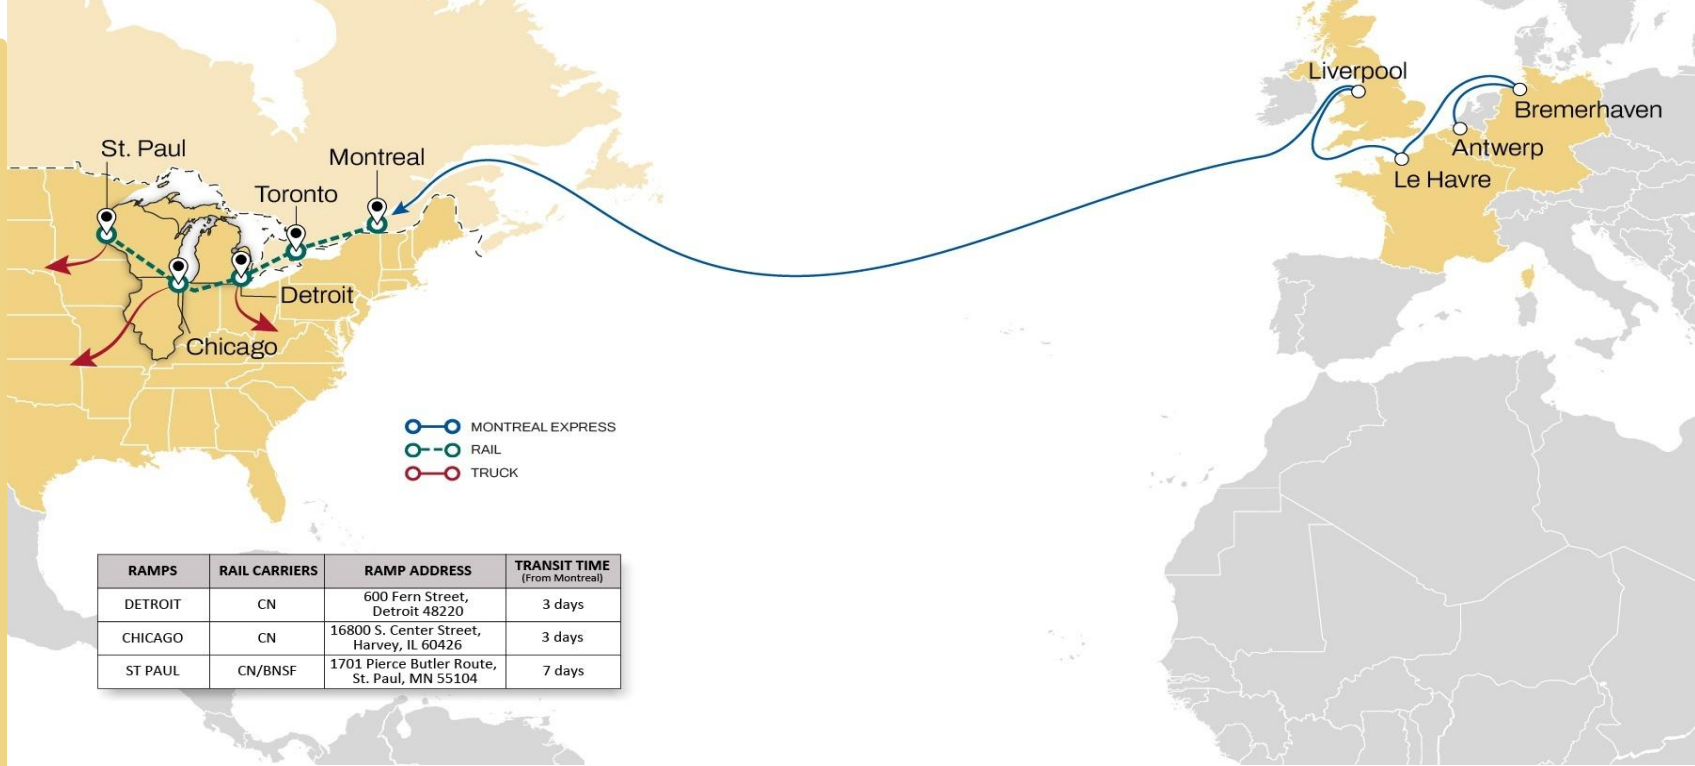 Liverpool
Bremerhaven
Antwerp
Le Havre
St. Paul
Montreal
Toronto
Detroit
Chicago
MONTREAL EXPRESS
RAIL
TRUCK
RAMPS RAIL CARRIERS RAMP ADDRESS TRANSIT TIME
(From Montreal)
DETROIT CN 600 Fern Street,
Detroit 48220 3 days
CHICAGO CN 16800 S. Center Street,
Harvey, IL 60426 3 days
ST PAUL CN/BNSF 1701 Pierce Butler Route,
St. Paul, MN 55104 7 days